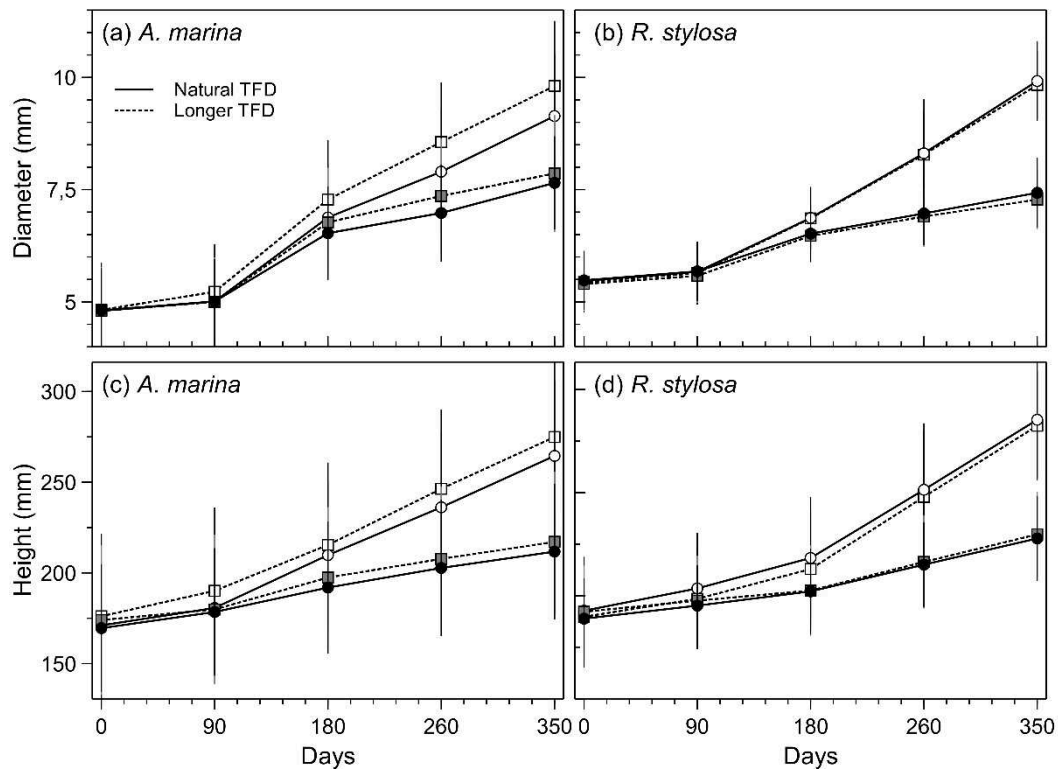 (a) A. marina
(b) R. stylosa
Natural TFD
Longer TFD
10
7,5
5
Diameter (mm)
(c) A. marina
(d) R. stylosa
300
250
200
150
Height (mm)
0 90 180 260 350 0 90 180 260 350
Days Days